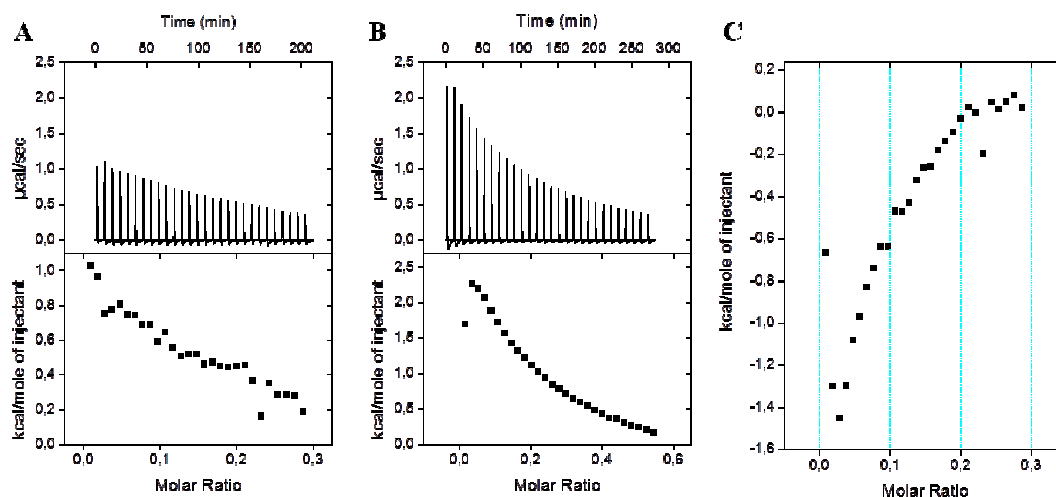 A
Time (min)
0 50 100 150 200
2,5
2,0
1,5
1,0
0,5
0,0
µcal/sec
1,0
0,8
0,6
0,4
0,2
0,0
kcal/mole of injectant
0,0 0,1 0,2 0,3
Molar Ratio
B
Time (min)
0 50 100 150 200 250 300
2,5
2,0
1,5
1,0
0,5
0,0
µcal/sec
2,5
2,0
1,5
1,0
0,5
0,0
kcal/mole of injectant
0,0 0,2 0,4 0,6
Molar Ratio
C
0,2
0,0
-0,2
-0,4
-0,6
-0,8
-1,0
-1,2
-1,4
-1,6
kcal/mole of injectant
0,0 0,1 0,2 0,3
Molar Ratio